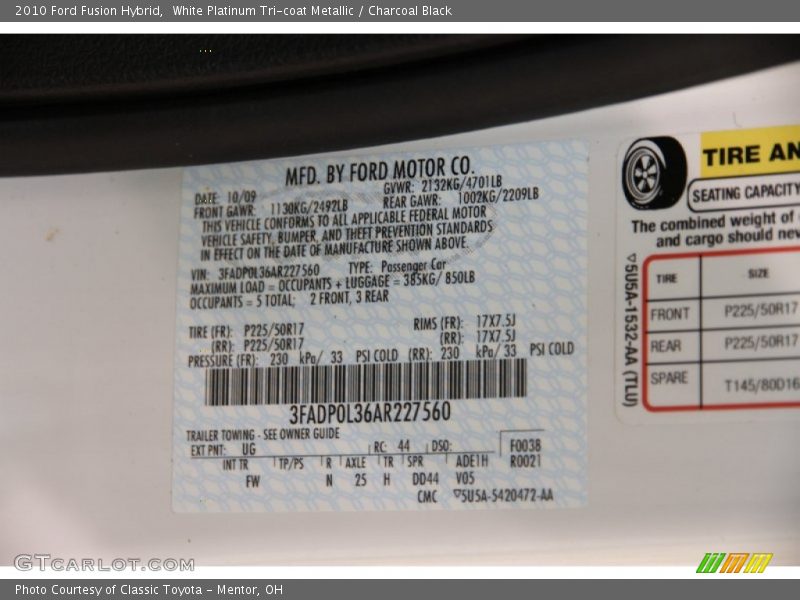 2010 Ford Fusion Hybrid,  White Platinum Tri-coat Metallic / Charcoal Black
MFD. BY FORD MOTOR CO.
DATE: 10/09 GVWR: 2132KG/4701LB
FRONT GAWR: 1130KG/2492LB REAR GAWR: 1002KG/2209LB
THIS VEHICLE CONFORMS TO ALL APPLICABLE FEDERAL MOTOR
VEHICLE SAFETY, BUMPER, AND THEFT PREVENTION STANDARDS
IN EFFECT ON THE DATE OF MANUFACTURE SHOWN ABOVE.
VIN: 3FADP0L36AR227560 TYPE: Passenger Car
MAXIMUM LOAD = OCCUPANTS + LUGGAGE = 385KG/ 850LB
OCCUPANTS = 5 TOTAL; 2 FRONT, 3 REAR
TIRE (FR): P225/50R17 RIMS (FR): 17X7.5J
(RR): P225/50R17 (RR): 17X7.5J
PRESSURE (FR): 230 kPa/ 33 PSI COLD (RR): 230 kPa/ 33 PSI COLD
3FADP0L36AR227560
TRAILER TOWING - SEE OWNER GUIDE
EXT PNT: UG RC: 44 DSO: F0038
INT TR TP/PS R AXLE TR SPR ADE1H R0021
FW N 25 H DD44 V05
CMC ▽5U5A-5420472-AA
TIRE AN
SEATING CAPACITY
The combined weight of
and cargo should nev
▽5U5A-1532-AA (TLU)
TIRE SIZE
FRONT P225/50R17
REAR P225/50R17
SPARE T145/80D16
GTCARLOT.COM
Photo Courtesy of Classic Toyota - Mentor, OH